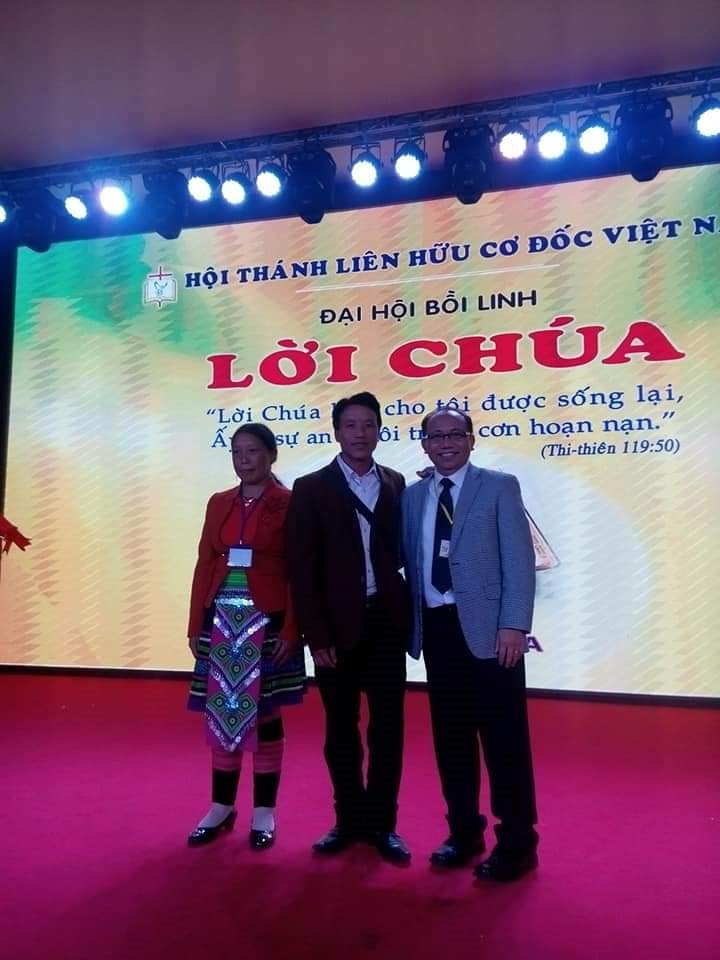 HỘI THÁNH LIÊN HỮU CƠ ĐỐC VIỆT
ĐẠI HỘI BỒI LINH
LỜI CHÚA
“Lời Chúa cho tôi được sống lại,
sự an cơn hoạn nạn.”
(Thi-thiên 119:50)